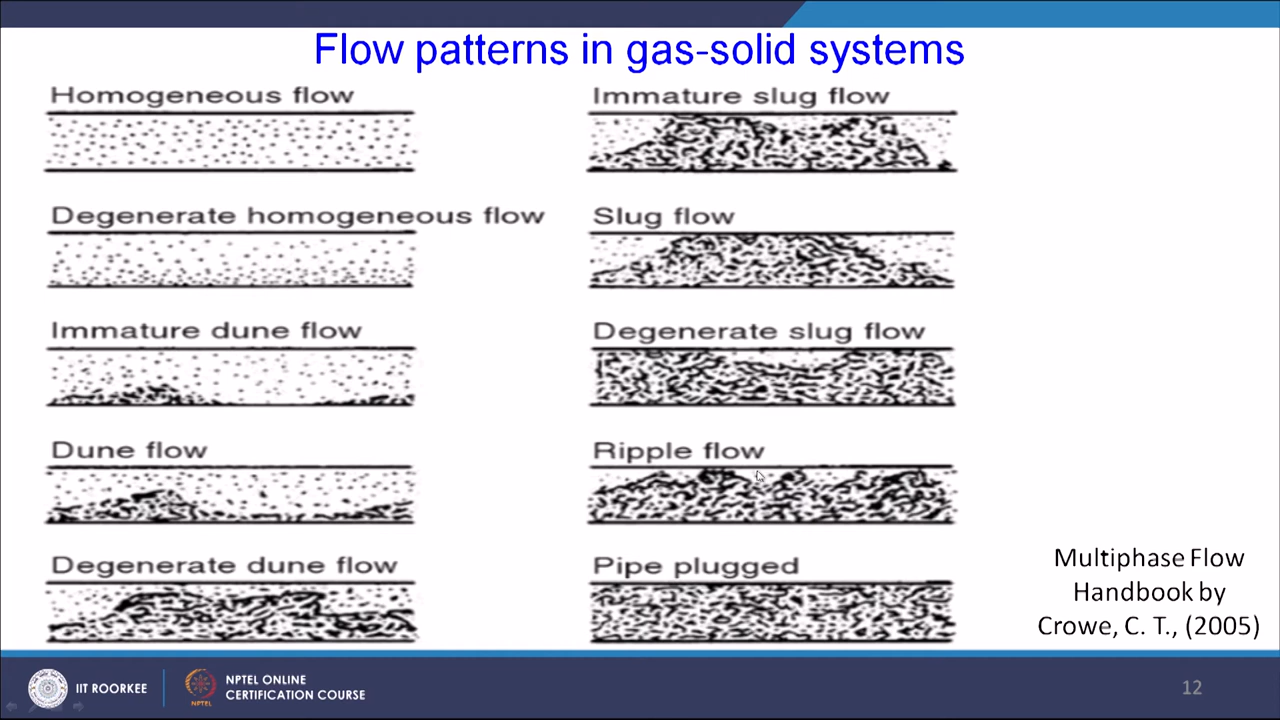 Flow patterns in gas-solid systems
Homogeneous flow
Degenerate homogeneous flow
Immature dune flow
Dune flow
Degenerate dune flow
Immature slug flow
Slug flow
Degenerate slug flow
Ripple flow
Pipe plugged
Multiphase Flow
Handbook by
Crowe, C. T., (2005)
IIT ROORKEE
NPTEL
NPTEL ONLINE
CERTIFICATION COURSE
12